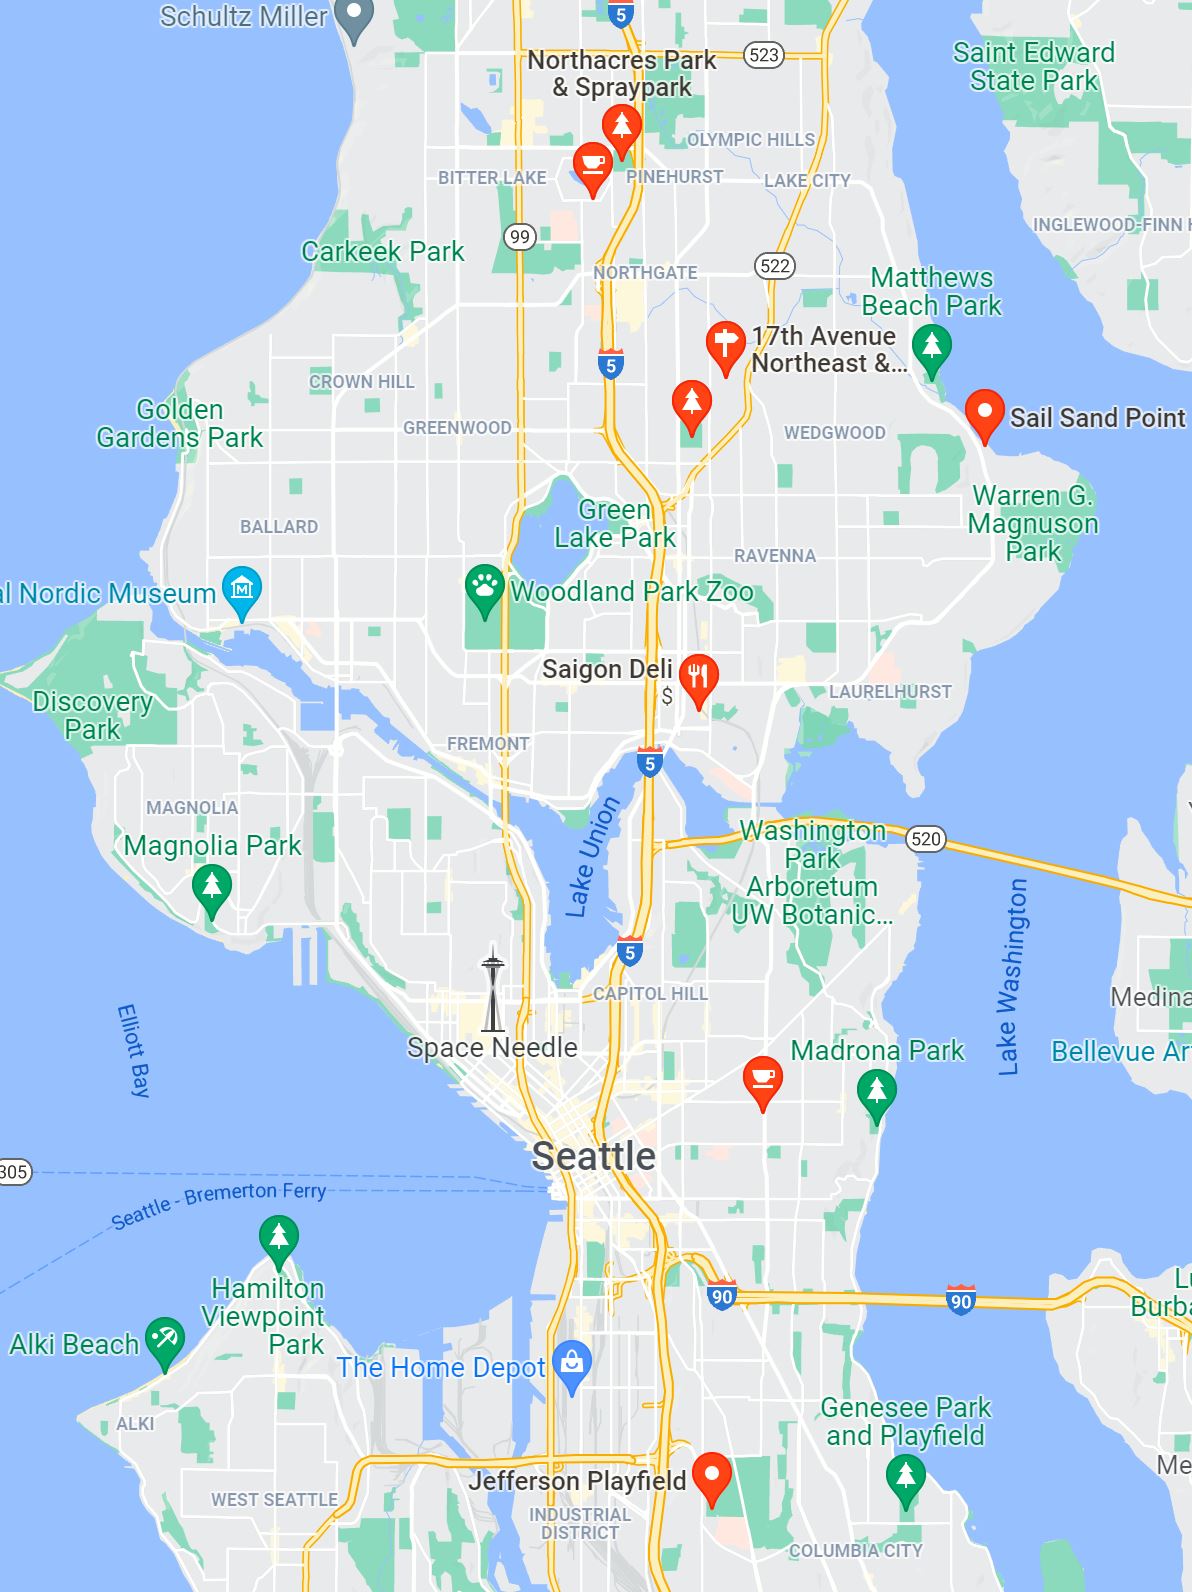 Schultz Miller
5
523
Northacres Park
& Spraypark
Saint Edward
State Park
OLYMPIC HILLS
BITTER LAKE
PINEHURST
LAKE CITY
99
INGLEWOOD-FINN H
Carkeek Park
522
NORTHGATE
Matthews
Beach Park
17th Avenue
Northeast &...
5
CROWN HILL
Golden
Gardens Park
GREENWOOD
WEDGWOOD
Sail Sand Point
Green
Lake Park
Warren G.
Magnuson
Park
BALLARD
RAVENNA
al Nordic Museum
M
Woodland Park Zoo
Saigon Deli
$
Discovery
Park
LAURELHURST
FREMONT
5
MAGNOLIA
Magnolia Park
Lake Union
Washington
Park
Arboretum
UW Botanic...
520
Lake Washington
5
CAPITOL HILL
Medina
Elliott Bay
Space Needle
Madrona Park
Bellevue Ar
Seattle
305
Seattle - Bremerton Ferry
Hamilton
Viewpoint
Park
90
90
Lu
Burba
Alki Beach
The Home Depot
ALKI
Genesee Park
and Playfield
Me
Jefferson Playfield
WEST SEATTLE
INDUSTRIAL
DISTRICT
COLUMBIA CITY